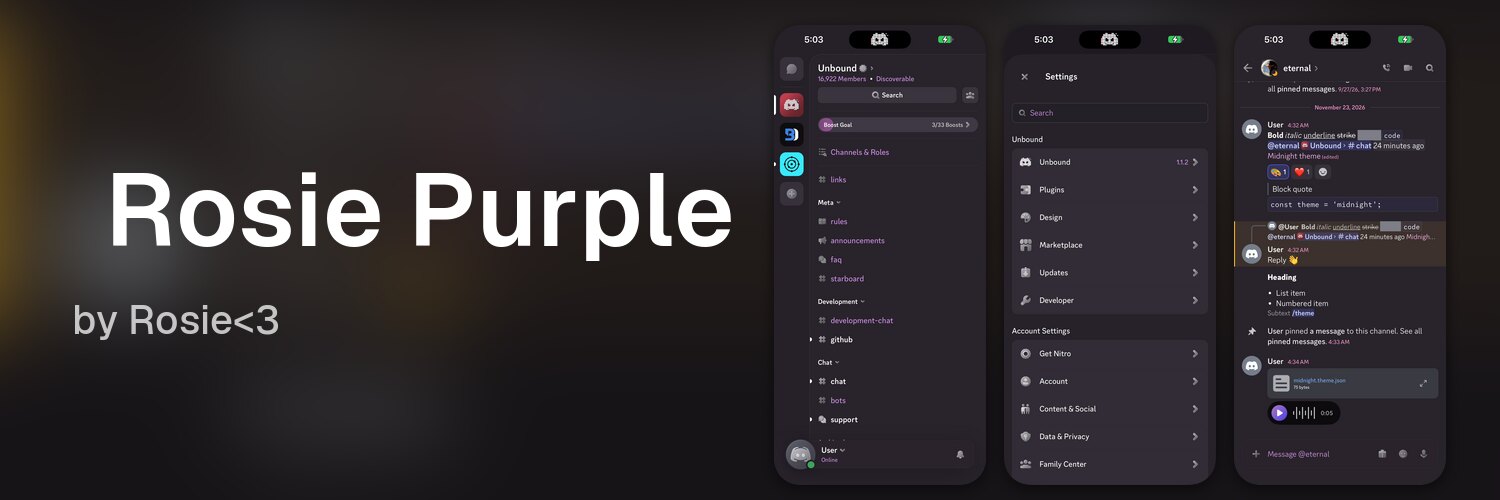 Rosie Purple
by Rosie<3
5:03
Unbound
16,922 Members • Discoverable
Search
Boost Goal
3/33 Boosts
Channels & Roles
links
Meta
rules
announcements
faq
starboard
Development
development-chat
github
Chat
chat
bots
support
User
Online
5:03
Settings
Search
Unbound
Unbound 1.1.2
Plugins
Design
Marketplace
Updates
Developer
Account Settings
Get Nitro
Account
Content & Social
Data & Privacy
Family Center
5:03
eternal
all pinned messages. 9/27/26, 3:27 PM
November 23, 2026
User 4:32 AM
Bold italic underline strike code
@eternal Unbound › # chat 24 minutes ago
Midnight theme (edited)
1 1
Block quote
const theme = 'midnight';
@User Bold italic underline strike code
@eternal Unbound › # chat 24 minutes ago Midnigh...
User 4:32 AM
Reply 👋
Heading
• List item
• Numbered item
Subtext /theme
User pinned a message to this channel. See all
pinned messages. 4:33 AM
User 4:34 AM
midnight.theme.json
0:05
Message @eternal